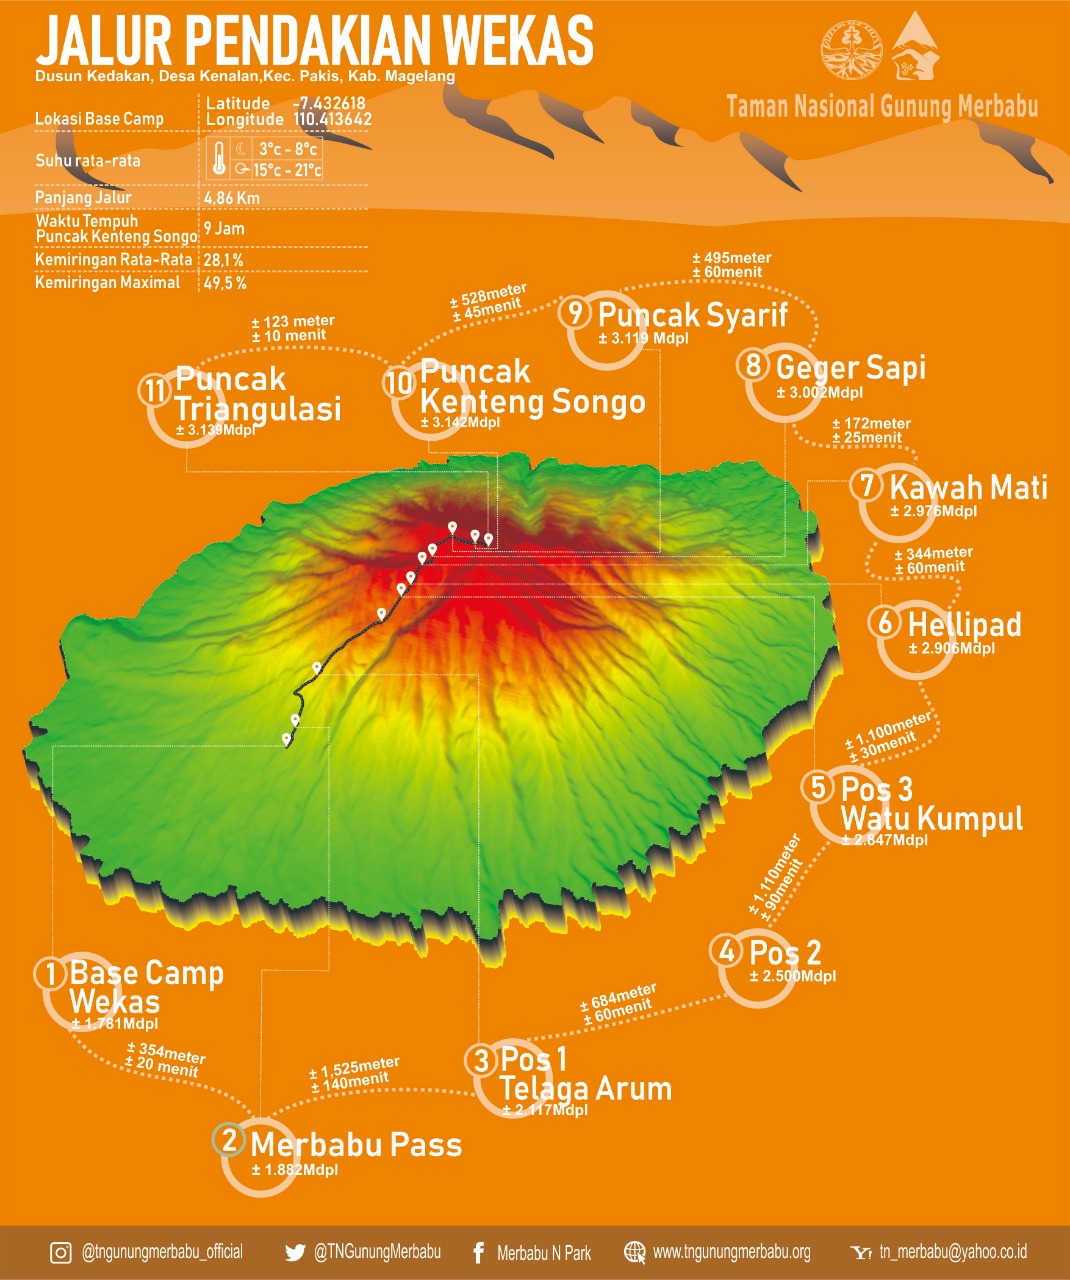 JALUR PENDAKIAN WEKAS
Dusun Kedakan, Desa Kenalan,Kec. Pakis, Kab. Magelang
Taman Nasional Gunung Merbabu
Lokasi Base Camp
Latitude -7.432618
Longitude 110.413642
Suhu rata-rata
3°c - 8°c
15°c - 21°c
Panjang Jalur 4,86 Km
Waktu Tempuh
Puncak Kenteng Songo 9 Jam
Kemiringan Rata-Rata 28,1 %
Kemiringan Maximal 49,5 %
± 495meter
± 60menit
± 528meter
± 45menit
9 Puncak Syarif
± 3.119 Mdpl
± 123 meter
± 10 menit
8 Geger Sapi
± 3.002Mdpl
11 Puncak
Triangulasi
± 3.139Mdpl
10 Puncak
Kenteng Songo
± 3.142Mdpl
± 172meter
± 25menit
7 Kawah Mati
± 2.976Mdpl
± 344meter
± 60menit
6 Hellipad
± 2.906Mdpl
± 1,100meter
± 30menit
5 Pos 3
Watu Kumpul
± 2.847Mdpl
± 1.110meter
± 90menit
4 Pos 2
± 2.500Mdpl
1 Base Camp
Wekas
± 1.781Mdpl
± 684meter
± 60menit
± 354meter
± 20 menit
± 1,525meter
± 140menit
3 Pos 1
Telaga Arum
± 2.117Mdpl
2 Merbabu Pass
± 1.882Mdpl
@tngunungmerbabu_official
@TNGunungMerbabu
Merbabu N Park
www.tngunungmerbabu.org
tn_merbabu@yahoo.co.id